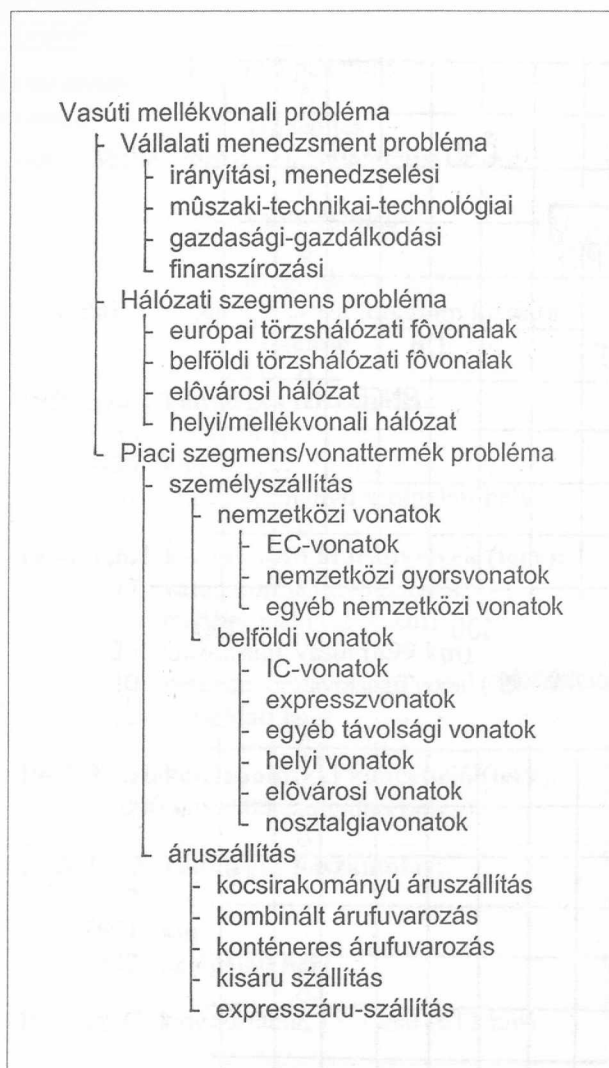 Vasúti mellékvonali probléma
Vállalati menedzsment probléma
irányítási, menedzselési
mûszaki-technikai-technológiai
gazdasági-gazdálkodási
finanszírozási
Hálózati szegmens probléma
európai törzshálózati fôvonalak
belföldi törzshálózati fôvonalak
elôvárosi hálózat
helyi/mellékvonali hálózat
Piaci szegmens/vonattermék probléma
személyszállítás
nemzetközi vonatok
EC-vonatok
nemzetközi gyorsvonatok
egyéb nemzetközi vonatok
belföldi vonatok
IC-vonatok
expresszvonatok
egyéb távolsági vonatok
helyi vonatok
elôvárosi vonatok
nosztalgiavonatok
áruszállítás
kocsirakományú áruszállítás
kombinált árufuvarozás
konténeres árufuvarozás
kisáru szállítás
expresszáru-szállítás